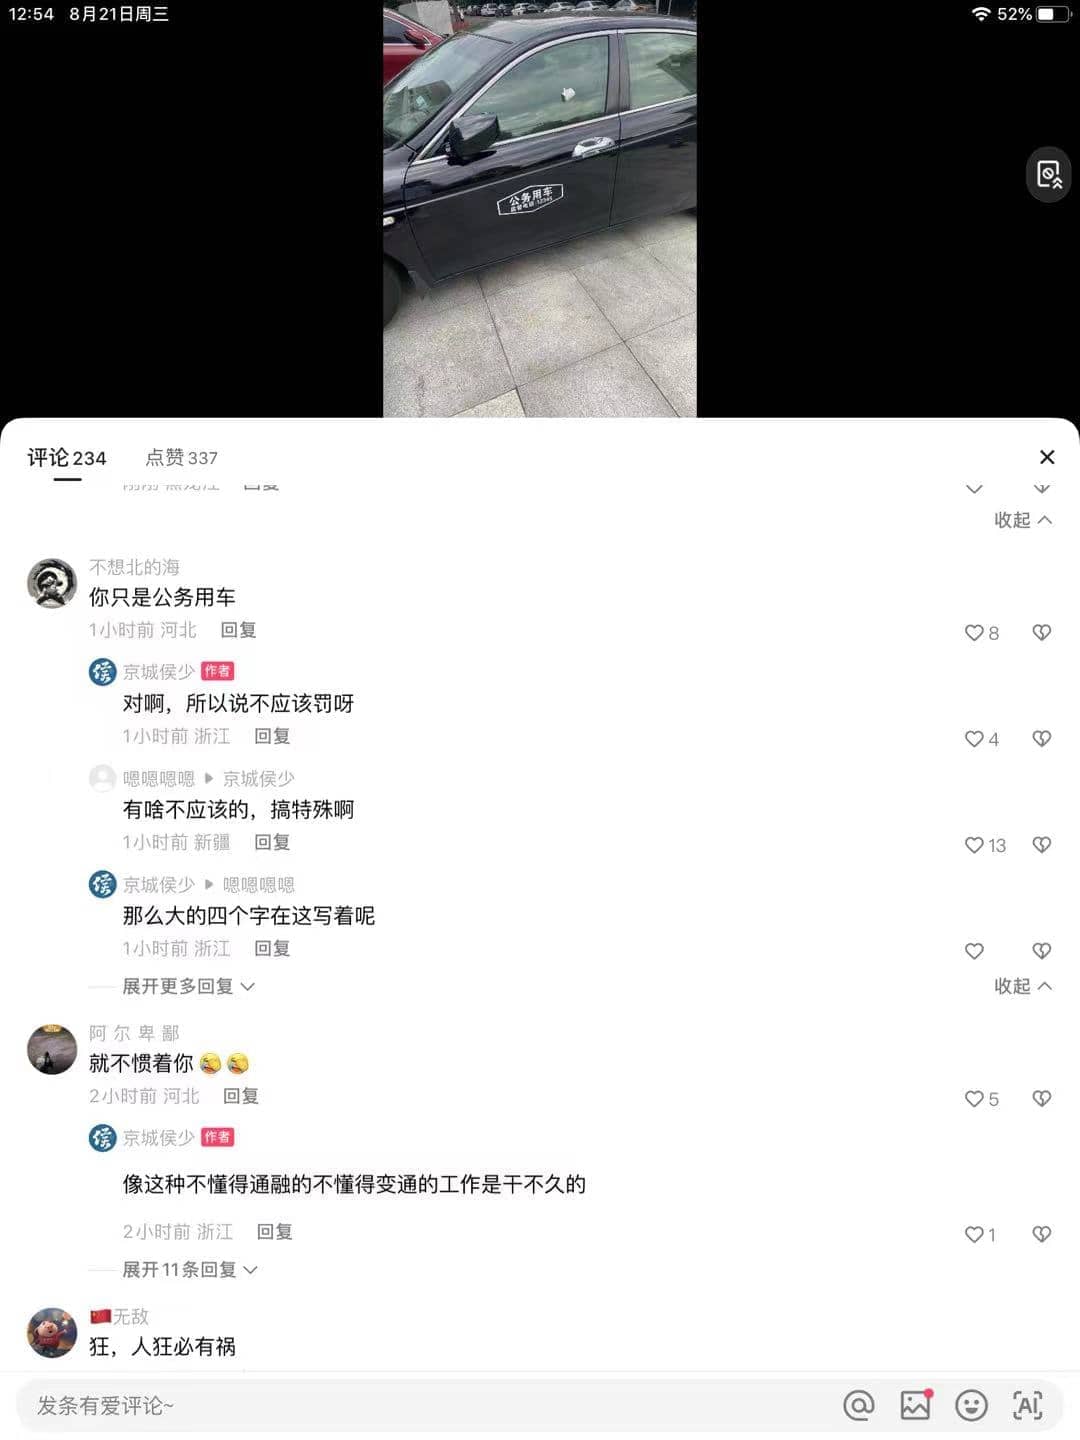 12:54 8月21日周三
52%
公务用车
监督电话:12345
评论 234 点赞 337
刚刚 黑龙江 回复
收起
不想北的海
你只是公务用车
1小时前 河北 回复
8
京城侯少 作者
对啊，所以说不应该罚呀
1小时前 浙江 回复
4
嗯嗯嗯嗯 京城侯少
有啥不应该的，搞特殊啊
1小时前 新疆 回复
13
京城侯少 嗯嗯嗯嗯
那么大的四个字在这写着呢
1小时前 浙江 回复
展开更多回复
收起
阿 尔 卑 鄙
就不惯着你
2小时前 河北 回复
5
京城侯少 作者
像这种不懂得通融的不懂得变通的工作是干不久的
2小时前 浙江 回复
1
展开11条回复
无敌
狂，人狂必有祸
发条有爱评论~
AI